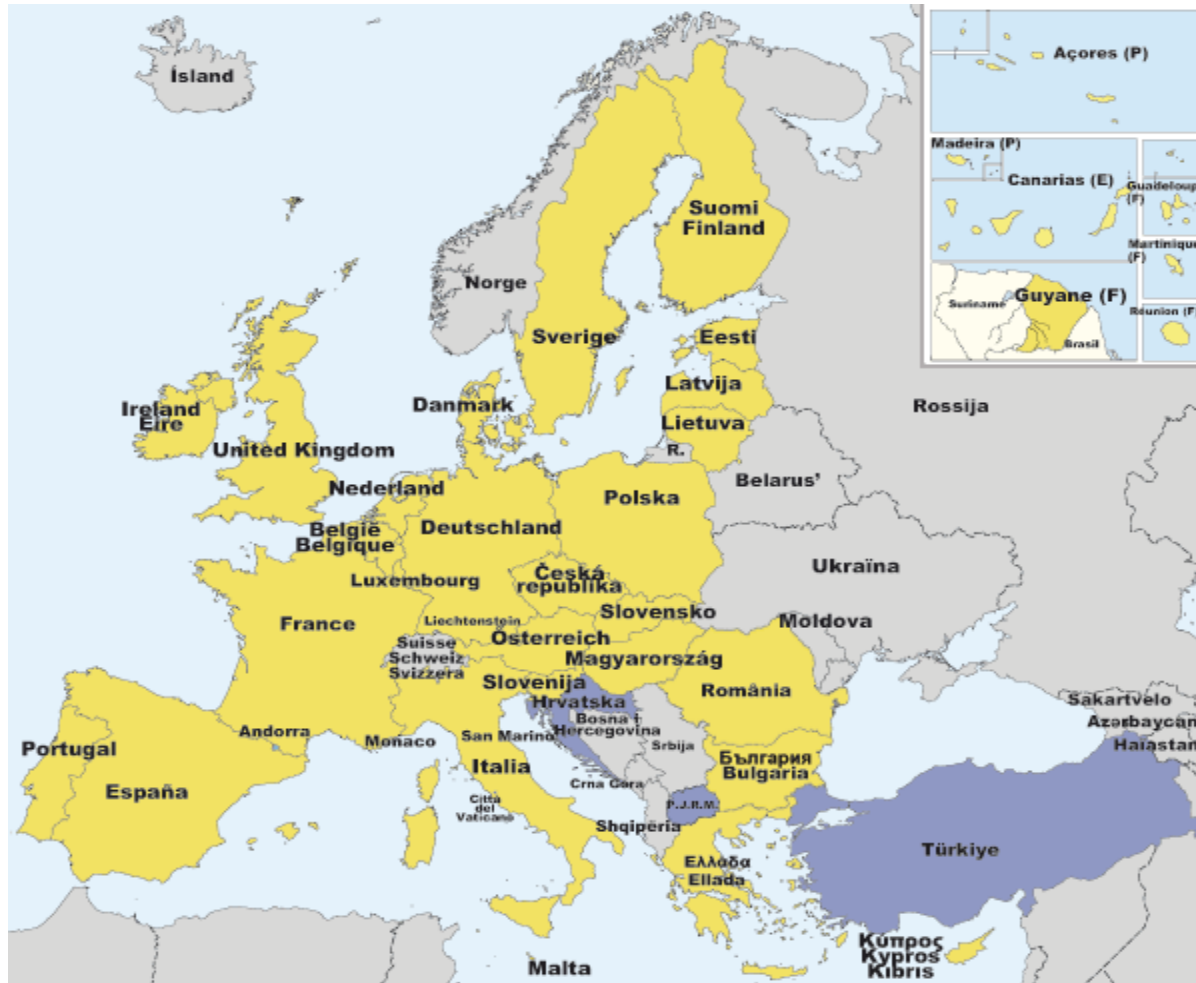 Ísland
Açores (P)
Madeira (P)
Canarias (E)
Guadeloup
(F)
Martinique
(F)
Guyane (F)
Suriname
Brasil
Réunion (F)
Suomi
Finland
Norge
Sverige
Eesti
Latvija
Lietuva
R.
Rossija
Danmark
Ireland
Éire
United Kingdom
Nederland
België
Belgique
Deutschland
Polska
Belarus'
Luxembourg
Česká
republika
Ukraïna
Slovensko
France
Liechtenstein
Österreich
Moldova
Suisse
Schweiz
Svizzera
Magyarország
Slovenija
România
Hrvatska
Bosna i
Hercegovina
Srbija
Sakartvelo
Azərbaycan
Haiastan
Andorra
Monaco
San Marino
Portugal
España
Italia
България
Bulgaria
Crna Gora
Città
del
Vaticano
P.J.R.M.
Shqipëria
Türkiye
Ελλάδα
Ellada
Malta
Κύπρος
Kypros
Kıbrıs